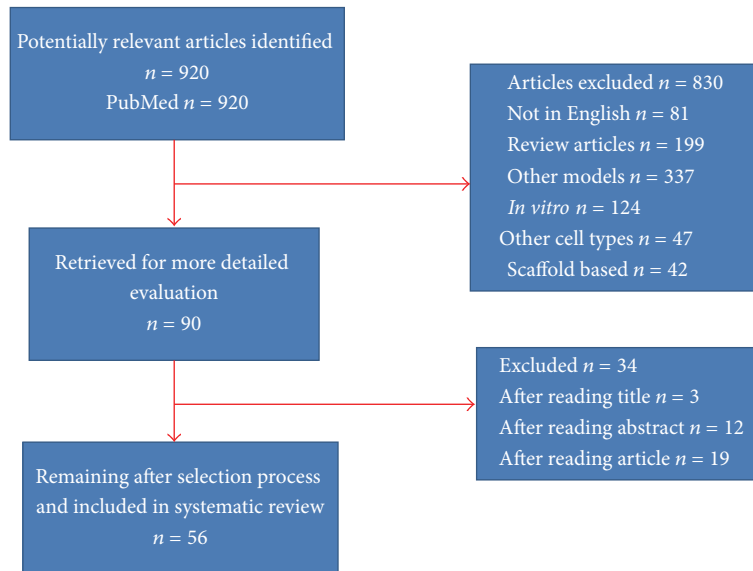 Potentially relevant articles identified
n = 920
PubMed n = 920
Articles excluded n = 830
Not in English n = 81
Review articles n = 199
Other models n = 337
In vitro n = 124
Other cell types n = 47
Scaffold based n = 42
Retrieved for more detailed
evaluation
n = 90
Excluded n = 34
After reading title n = 3
After reading abstract n = 12
After reading article n = 19
Remaining after selection process
and included in systematic review
n = 56